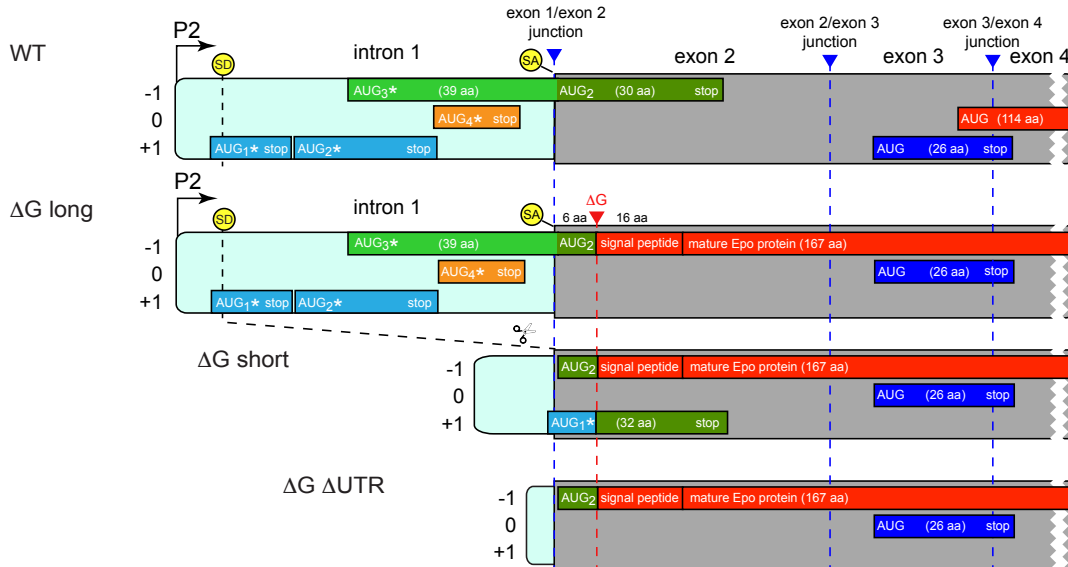 exon 1/exon 2 junction
exon 2/exon 3 junction
exon 3/exon 4 junction
WT
P2
SD
intron 1
SA
exon 2
exon 3
exon 4
-1
AUG3* (39 aa)
AUG2 (30 aa) stop
0
AUG4* stop
AUG (114 aa)
+1
AUG1* stop
AUG2* stop
AUG (26 aa) stop
ΔG long
P2
SD
intron 1
SA
6 aa
ΔG
16 aa
-1
AUG3* (39 aa)
AUG2
signal peptide
mature Epo protein (167 aa)
0
AUG4* stop
AUG (26 aa) stop
+1
AUG1* stop
AUG2* stop
ΔG short
-1
AUG2
signal peptide
mature Epo protein (167 aa)
0
AUG (26 aa) stop
+1
AUG1*
(32 aa) stop
ΔG ΔUTR
-1
AUG2
signal peptide
mature Epo protein (167 aa)
0
AUG (26 aa) stop
+1